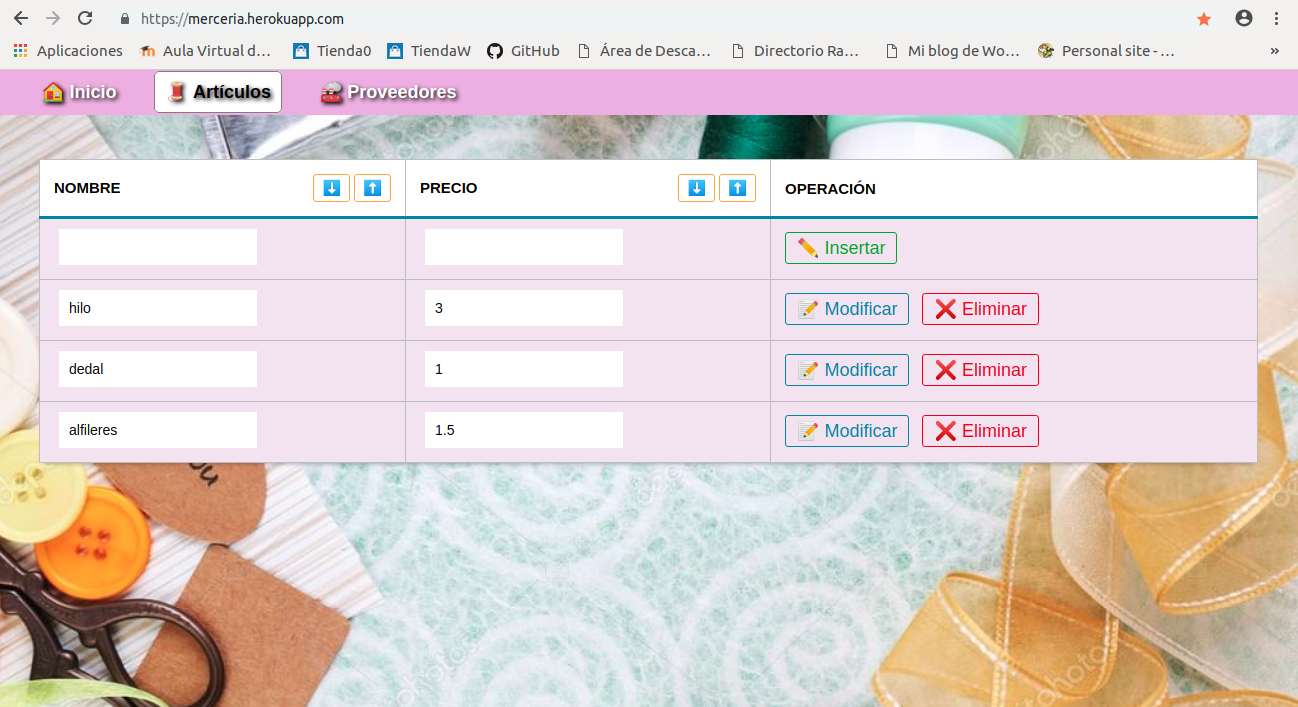 https://merceria.herokuapp.com
Aplicaciones Aula Virtual d... Tienda0 TiendaW GitHub Área de Desca... Directorio Ra... Mi blog de Wo... Personal site - ... »
Inicio Artículos Proveedores
NOMBRE PRECIO OPERACIÓN
Insertar
hilo 3 Modificar Eliminar
dedal 1 Modificar Eliminar
alfileres 1.5 Modificar Eliminar
ou